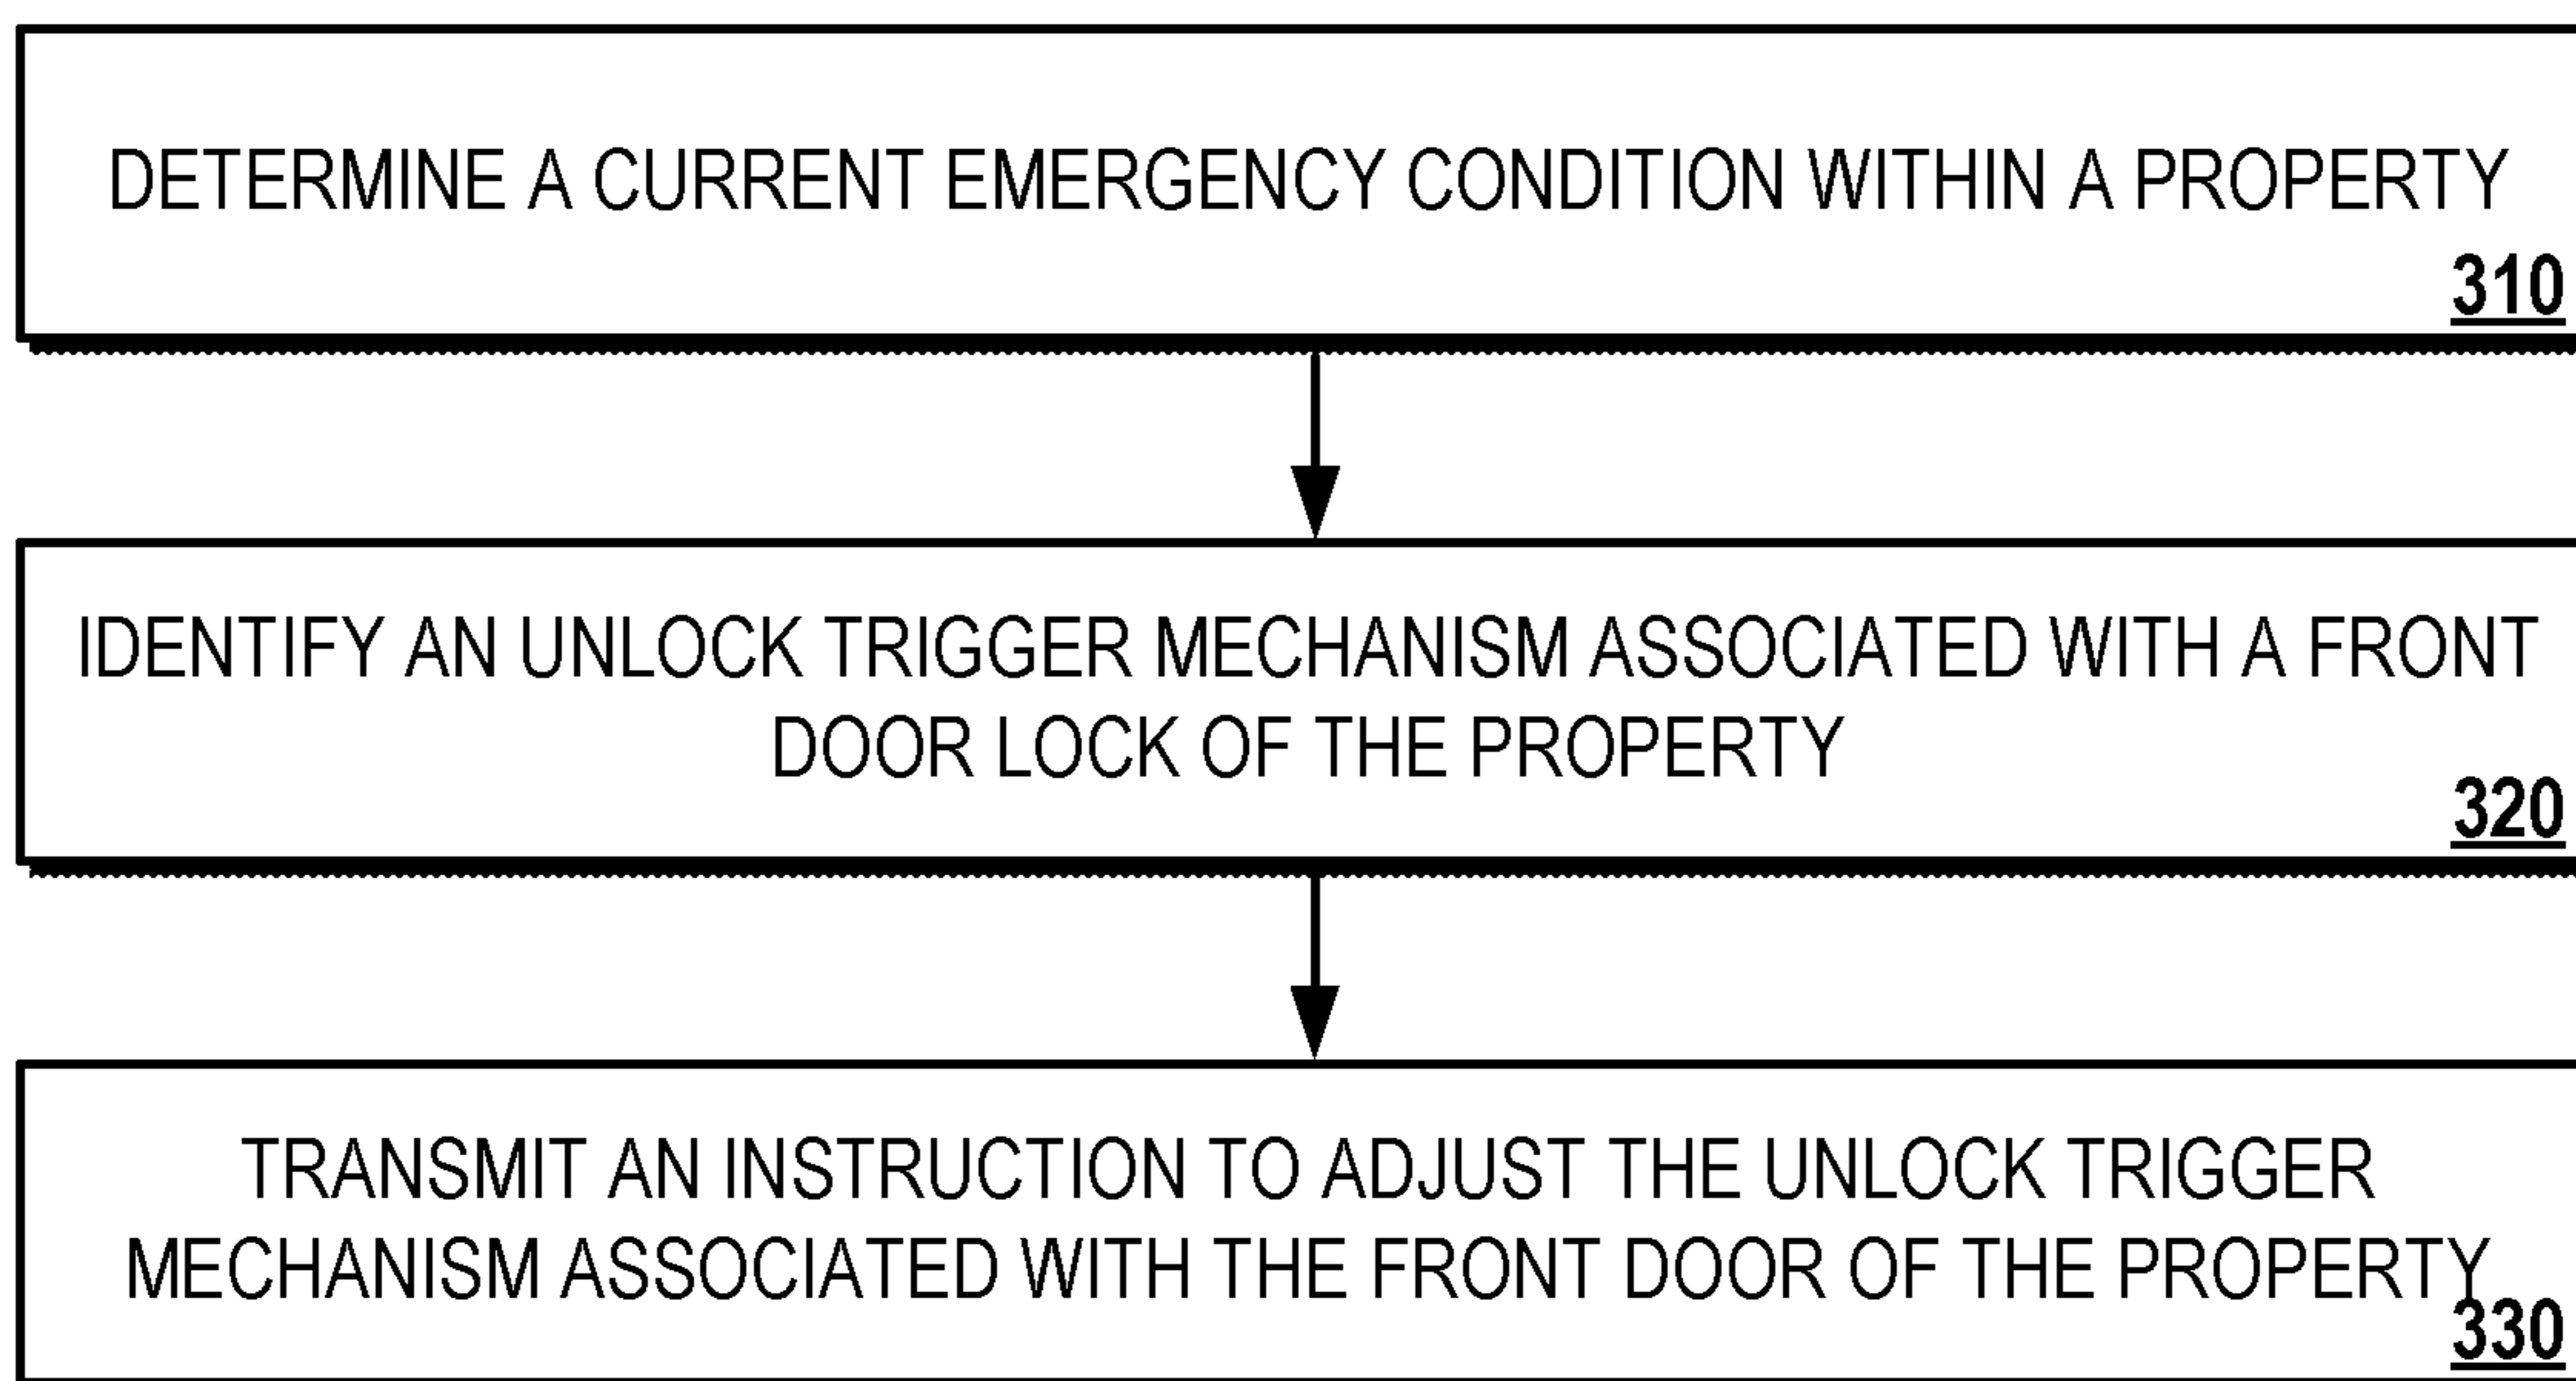 DETERMINE A CURRENT EMERGENCY CONDITION WITHIN A PROPERTY
310
IDENTIFY AN UNLOCK TRIGGER MECHANISM ASSOCIATED WITH A FRONT
DOOR LOCK OF THE PROPERTY
320
TRANSMIT AN INSTRUCTION TO ADJUST THE UNLOCK TRIGGER
MECHANISM ASSOCIATED WITH THE FRONT DOOR OF THE PROPERTY
330